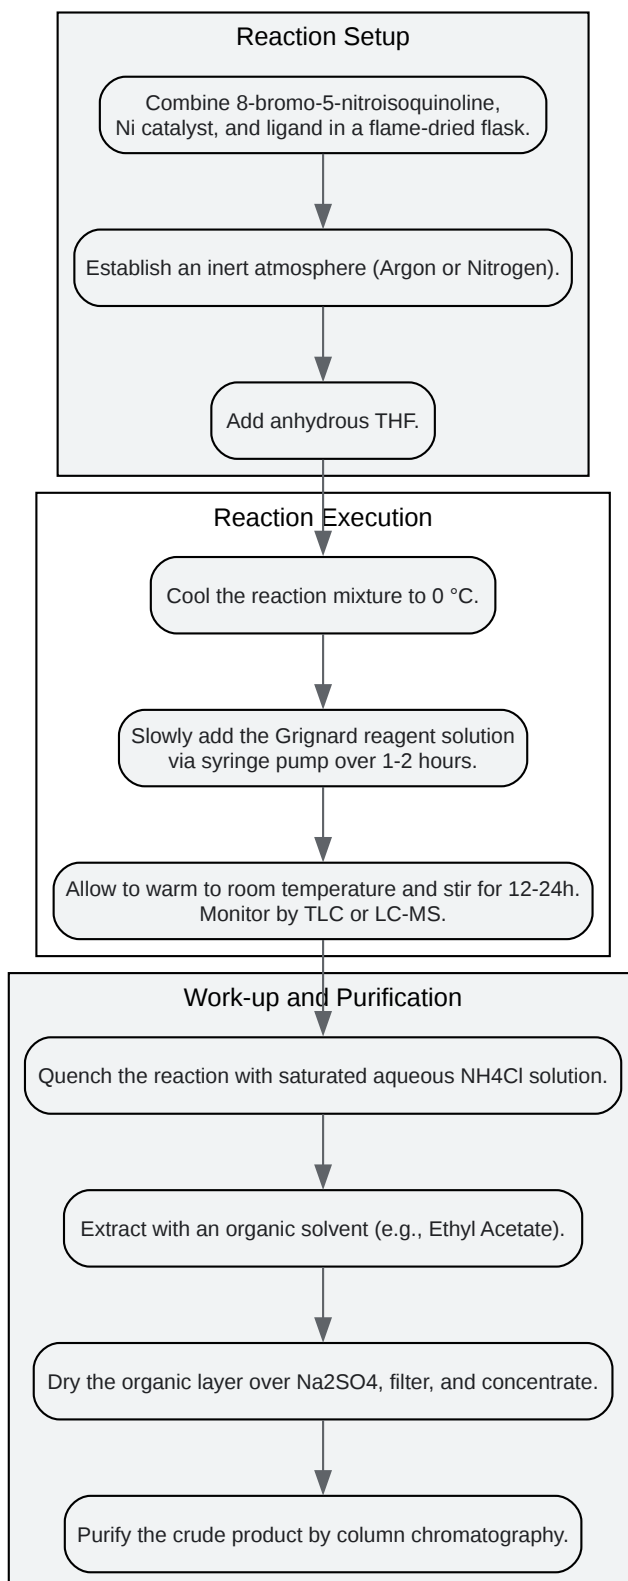 Reaction Setup
Combine 8-bromo-5-nitroisoquinoline,
Ni catalyst, and ligand in a flame-dried flask.
Establish an inert atmosphere (Argon or Nitrogen).
Add anhydrous THF.
Reaction Execution
Cool the reaction mixture to 0 °C.
Slowly add the Grignard reagent solution
via syringe pump over 1-2 hours.
Allow to warm to room temperature and stir for 12-24h.
Monitor by TLC or LC-MS.
Work-up and Purification
Quench the reaction with saturated aqueous NH4Cl solution.
Extract with an organic solvent (e.g., Ethyl Acetate).
Dry the organic layer over Na2SO4, filter, and concentrate.
Purify the crude product by column chromatography.